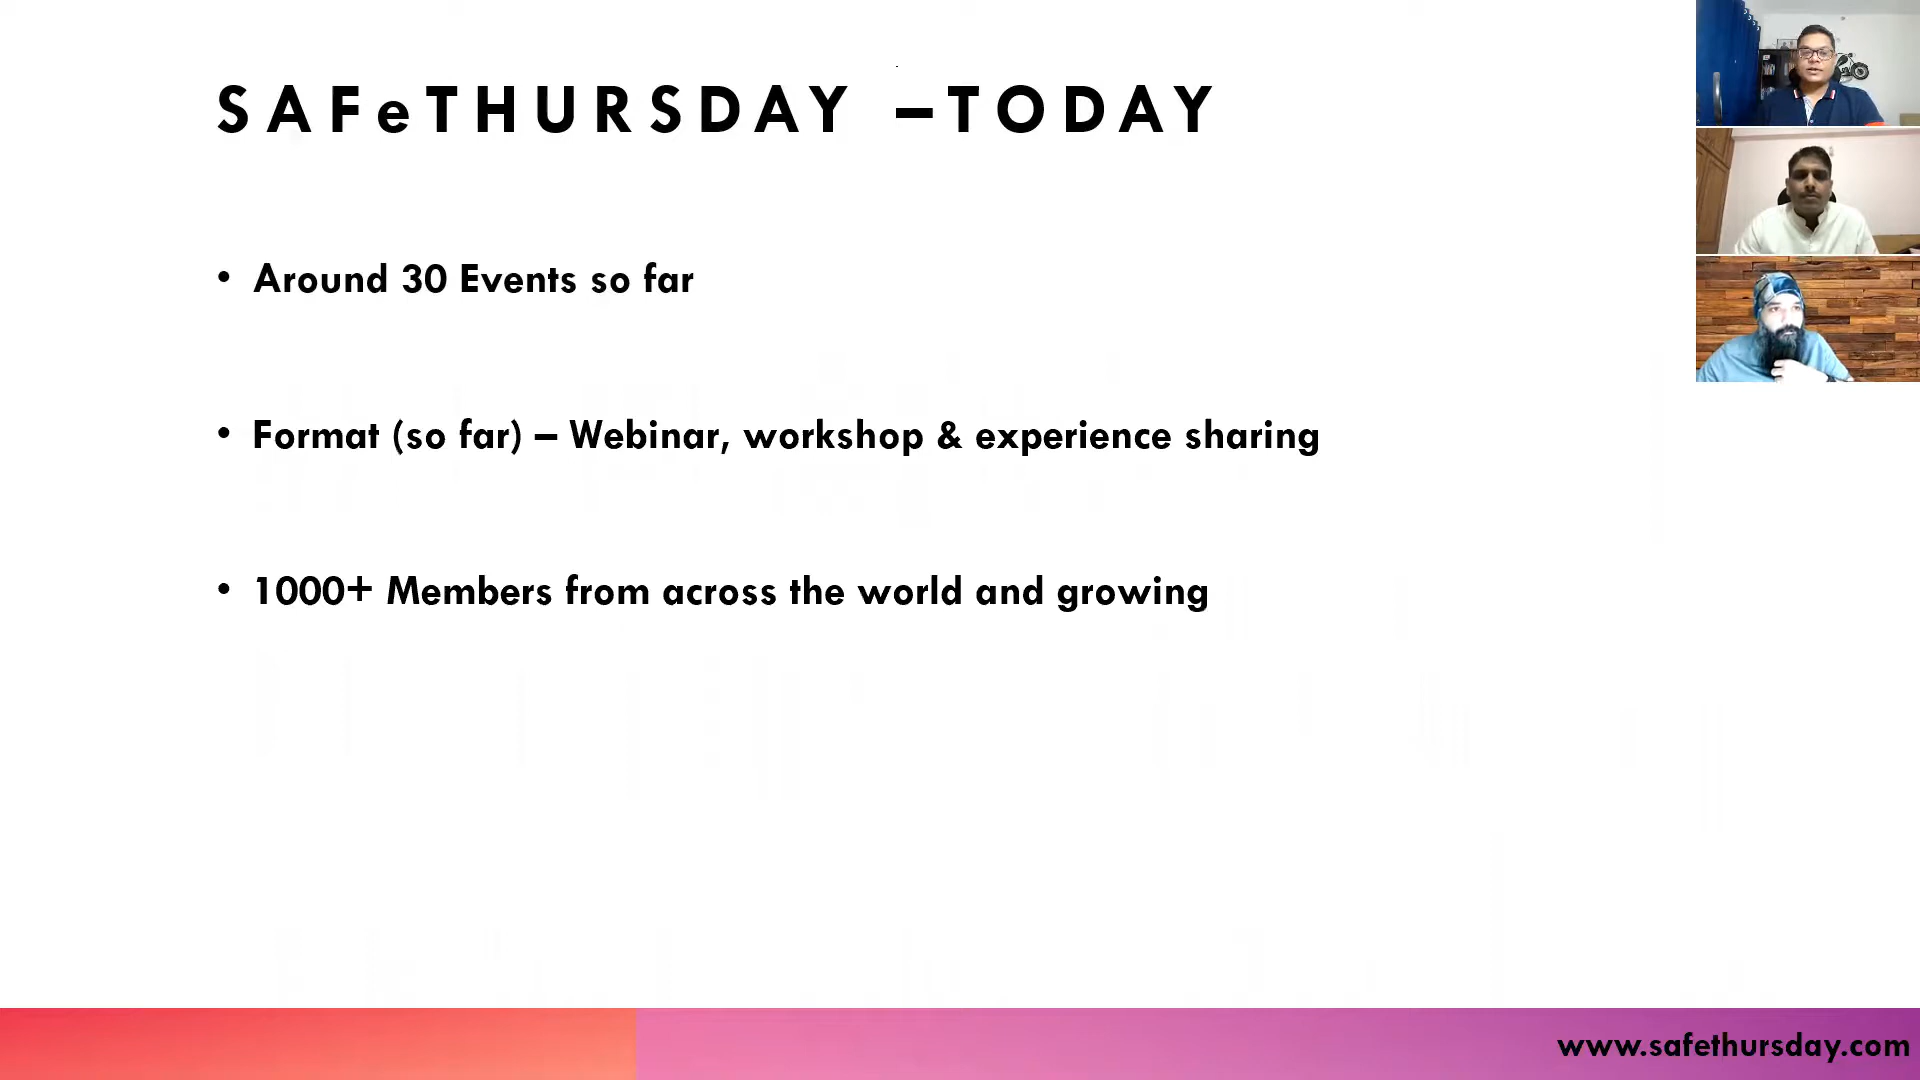 SAFeTHURSDAY –TODAY
• Around 30 Events so far
• Format (so far) – Webinar, workshop & experience sharing
• 1000+ Members from across the world and growing
www.safethursday.com